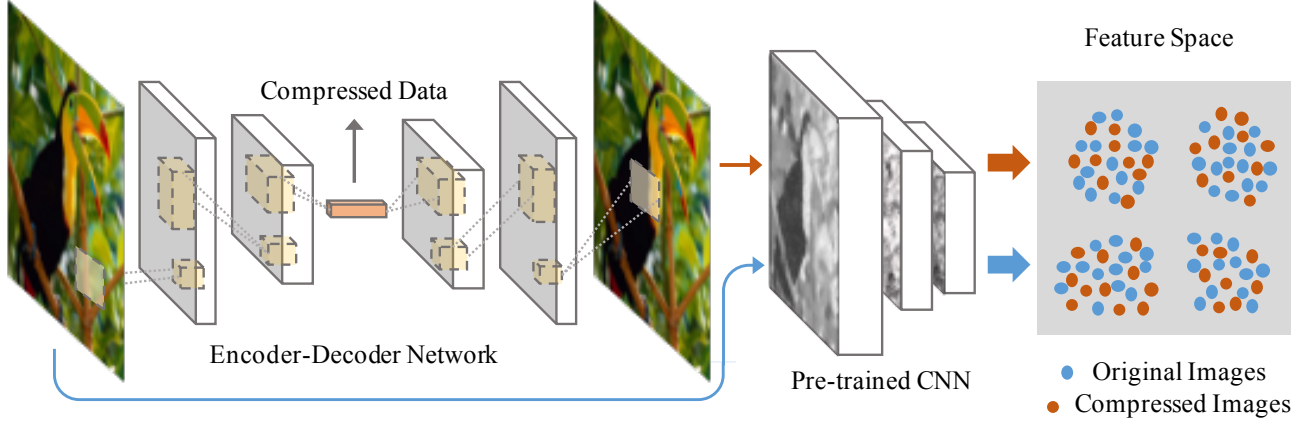 Feature Space
Compressed Data
Encoder-Decoder Network
Pre-trained CNN
Original Images
Compressed Images